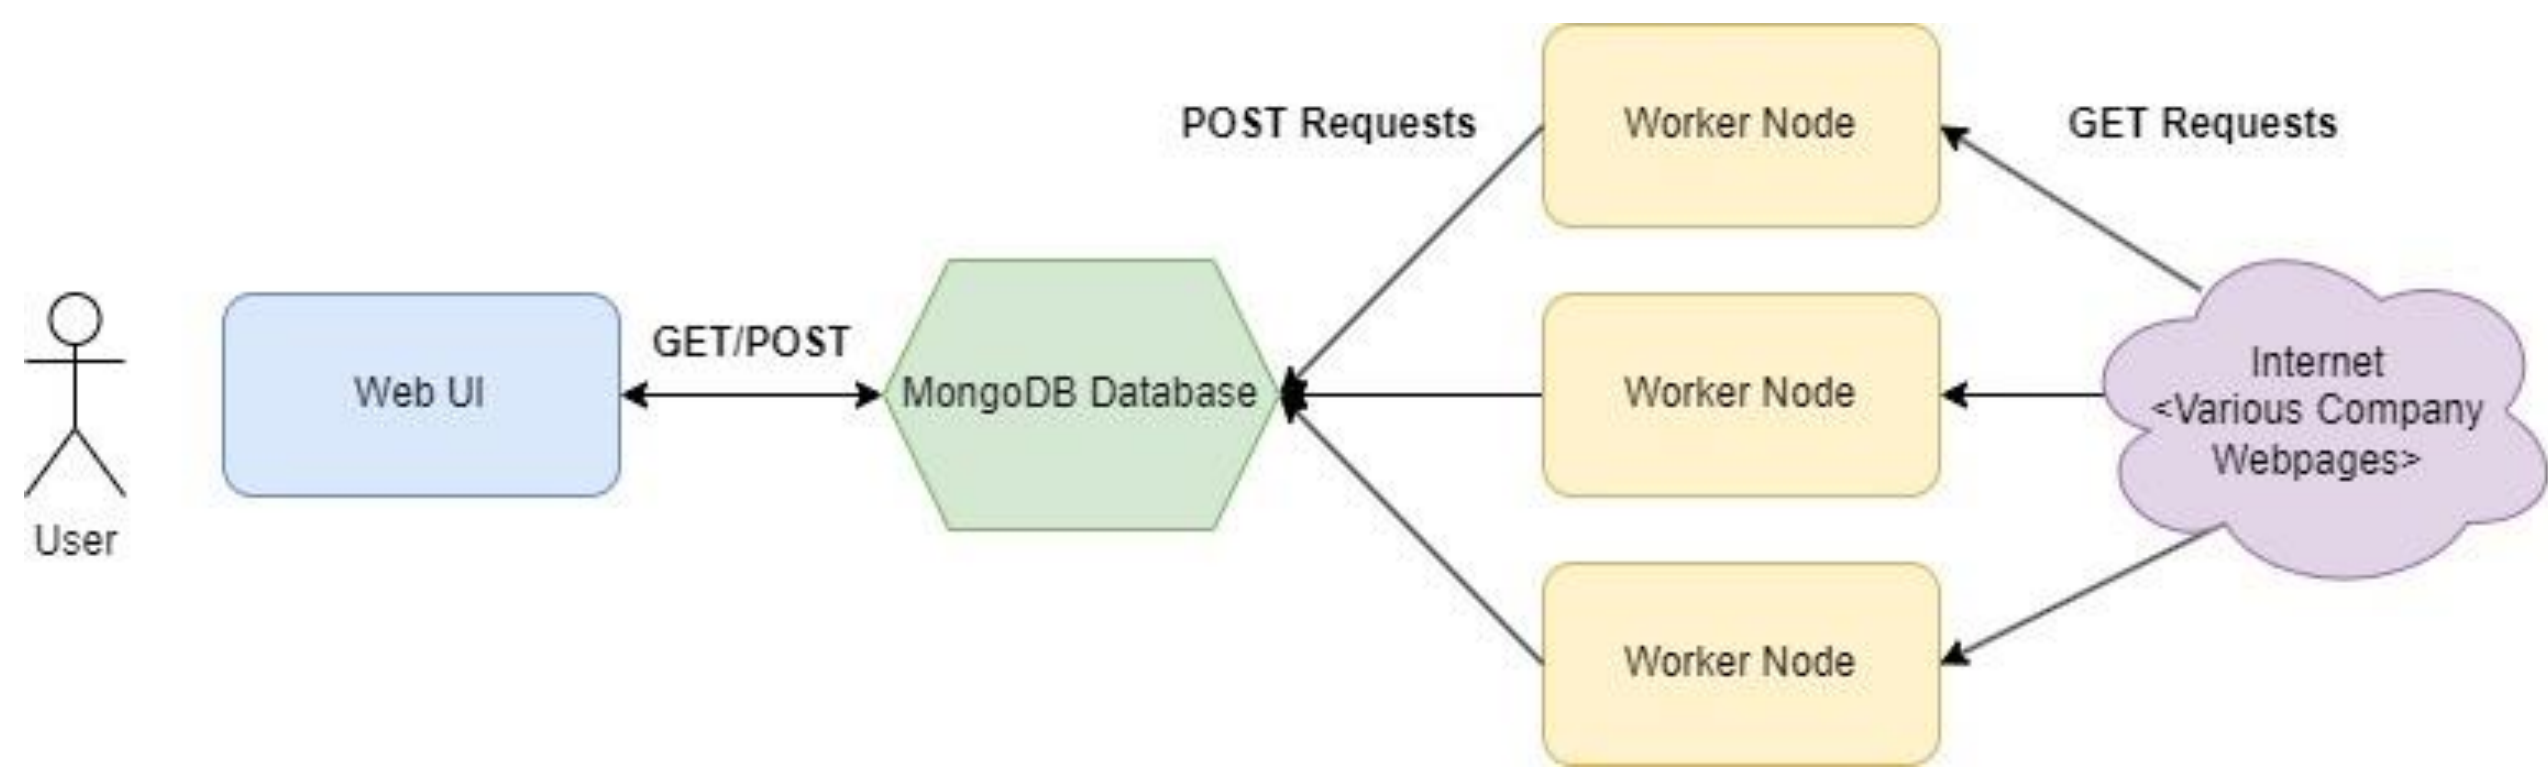 User
Web UI
GET/POST
MongoDB Database
POST Requests
Worker Node
Worker Node
Worker Node
GET Requests
Internet
<Various Company
Webpages>